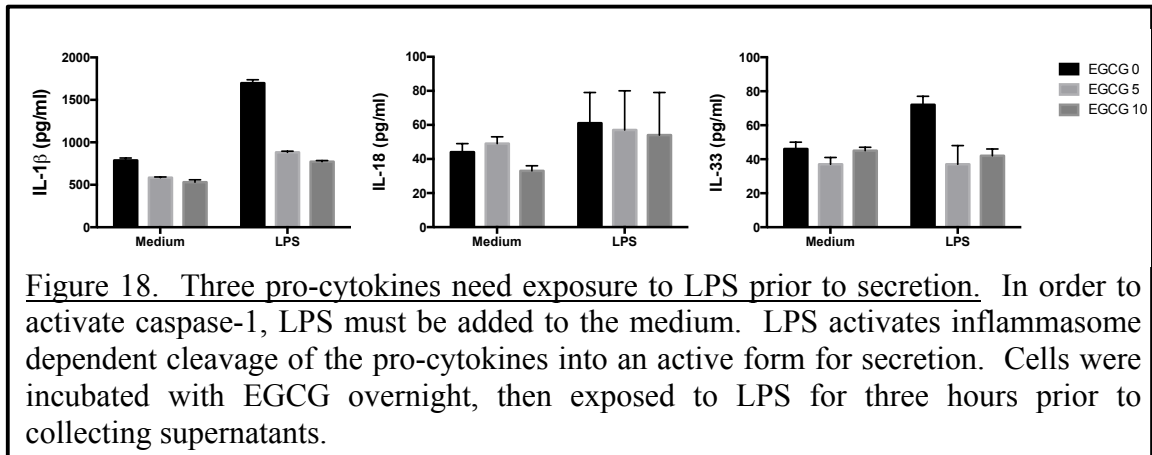 2000
1500
1000
500
0
IL-1β (pg/ml)
Medium
LPS
100
80
60
40
20
0
IL-18 (pg/ml)
Medium
LPS
100
80
60
40
20
0
IL-33 (pg/ml)
Medium
LPS
EGCG 0
EGCG 5
EGCG 10
Figure 18. Three pro-cytokines need exposure to LPS prior to secretion. In order to
activate caspase-1, LPS must be added to the medium. LPS activates inflammasome
dependent cleavage of the pro-cytokines into an active form for secretion. Cells were
incubated with EGCG overnight, then exposed to LPS for three hours prior to
collecting supernatants.